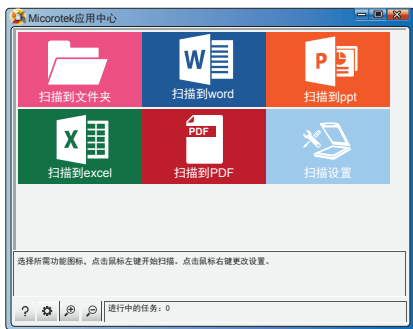 Micorotek应用中心
扫描到文件夹
W
扫描到word
P
扫描到ppt
X
扫描到excel
PDF
扫描到PDF
扫描设置
选择所需功能图标、点击鼠标左键开始扫描。点击鼠标右键更改设置。
? 进行中的任务: 0